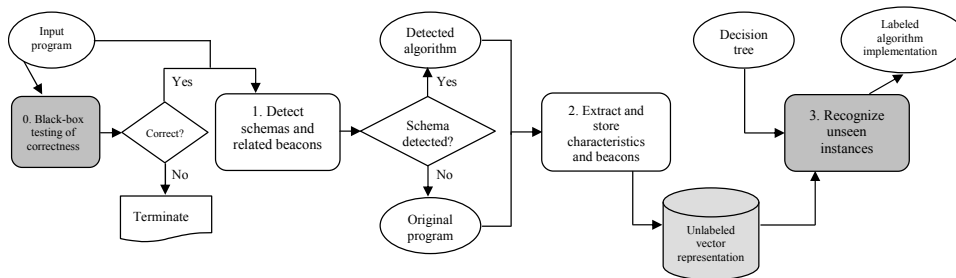 Input
program
0. Black-box
testing of
correctness
Correct?
Yes
No
Terminate
1. Detect
schemas and
related beacons
Detected
algorithm
Yes
Schema
detected?
No
Original
program
2. Extract and
store
characteristics
and beacons
Unlabeled
vector
representation
Decision
tree
3. Recognize
unseen
instances
Labeled
algorithm
implementation